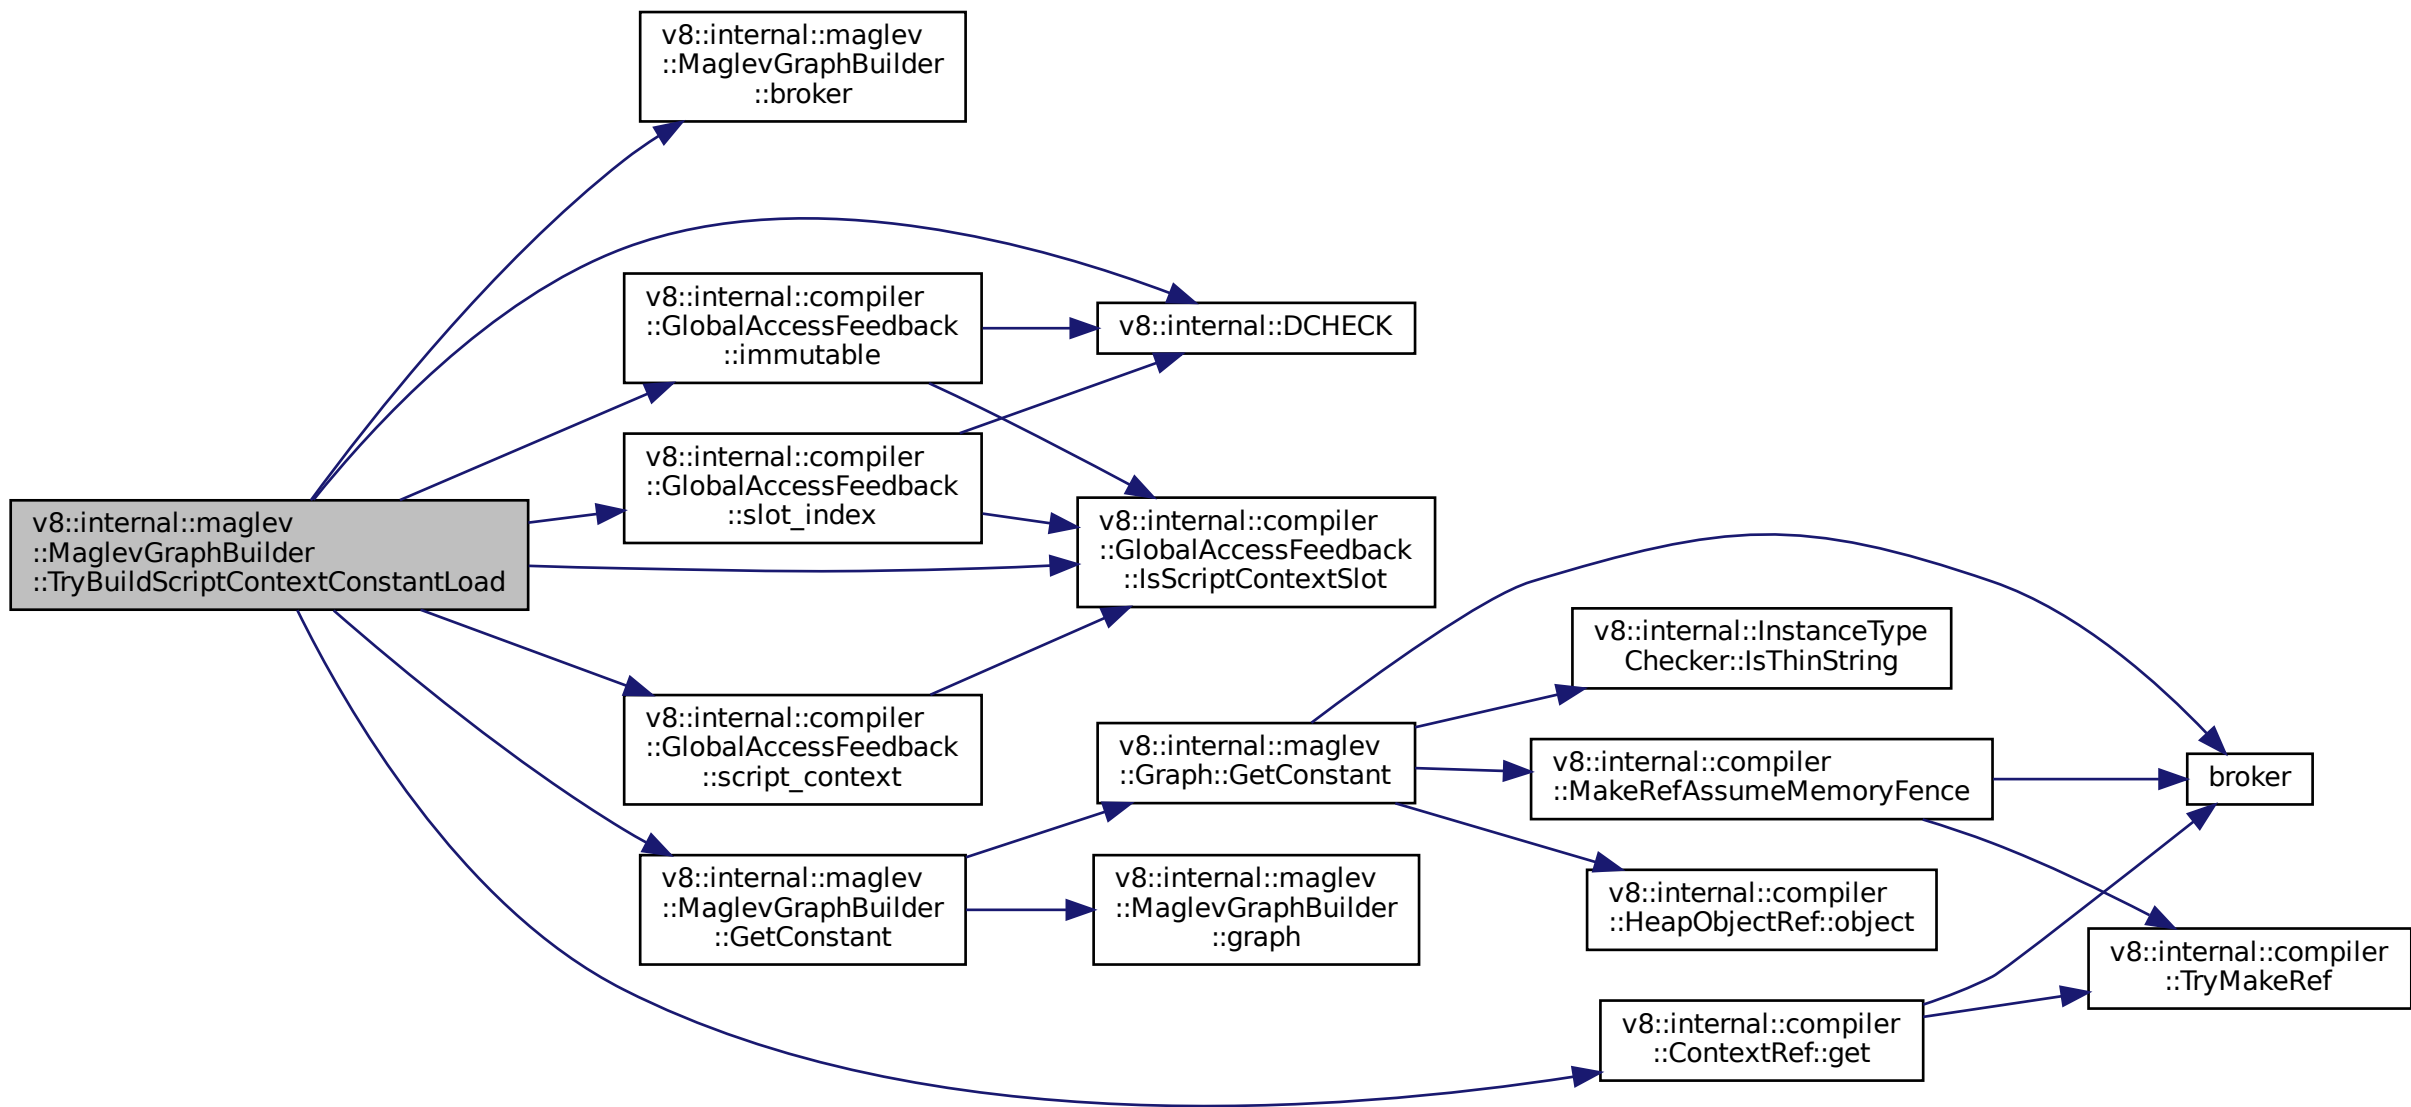 v8::internal::maglev
::MaglevGraphBuilder
::broker
v8::internal::compiler
::GlobalAccessFeedback
::immutable
v8::internal::DCHECK
v8::internal::compiler
::GlobalAccessFeedback
::slot_index
v8::internal::maglev
::MaglevGraphBuilder
::TryBuildScriptContextConstantLoad
v8::internal::compiler
::GlobalAccessFeedback
::IsScriptContextSlot
v8::internal::InstanceType
Checker::IsThinString
v8::internal::compiler
::GlobalAccessFeedback
::script_context
v8::internal::maglev
::Graph::GetConstant
v8::internal::compiler
::MakeRefAssumeMemoryFence
broker
v8::internal::maglev
::MaglevGraphBuilder
::GetConstant
v8::internal::maglev
::MaglevGraphBuilder
::graph
v8::internal::compiler
::HeapObjectRef::object
v8::internal::compiler
::TryMakeRef
v8::internal::compiler
::ContextRef::get